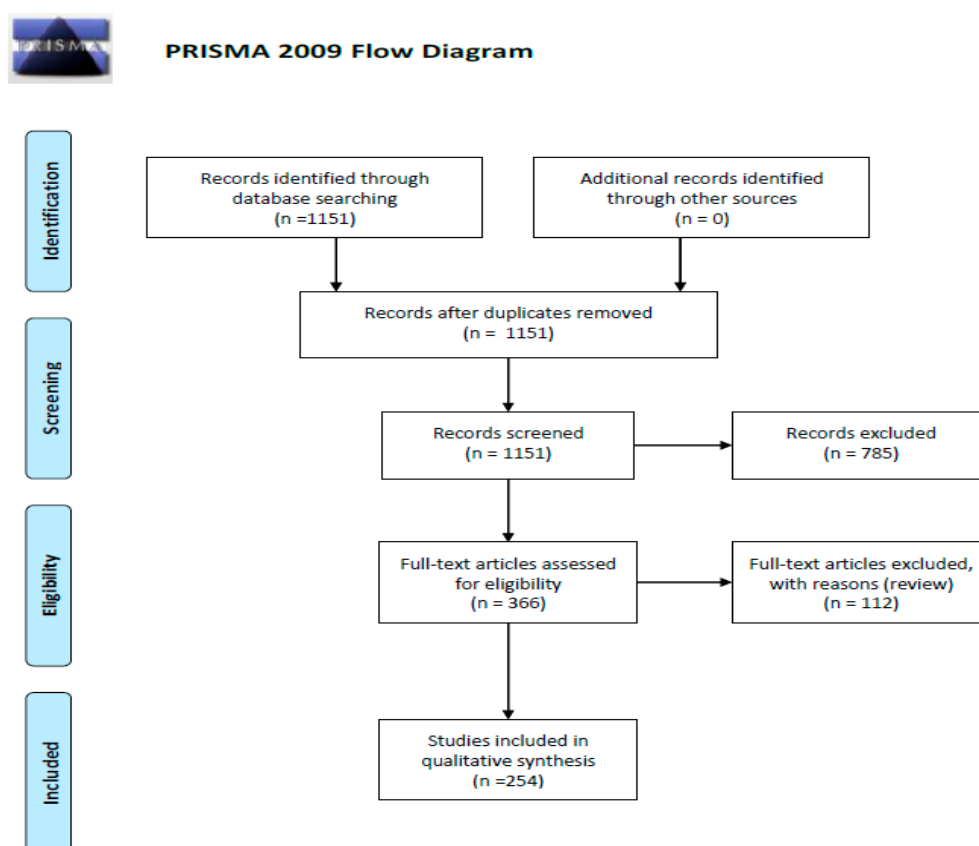 PRISMA
PRISMA 2009 Flow Diagram
Identification
Records identified through
database searching
(n =1151)
Additional records identified
through other sources
(n = 0)
Records after duplicates removed
(n = 1151)
Screening
Records screened
(n = 1151)
Records excluded
(n = 785)
Eligibility
Full-text articles assessed
for eligibility
(n = 366)
Full-text articles excluded,
with reasons (review)
(n = 112)
Included
Studies included in
qualitative synthesis
(n =254)